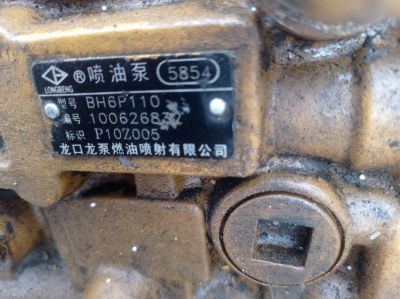 LONGBENG ® 喷油泵 5854
型号 BH6P110
编号 100626832
标识 P10Z005
龙口龙泵燃油喷射有限公司